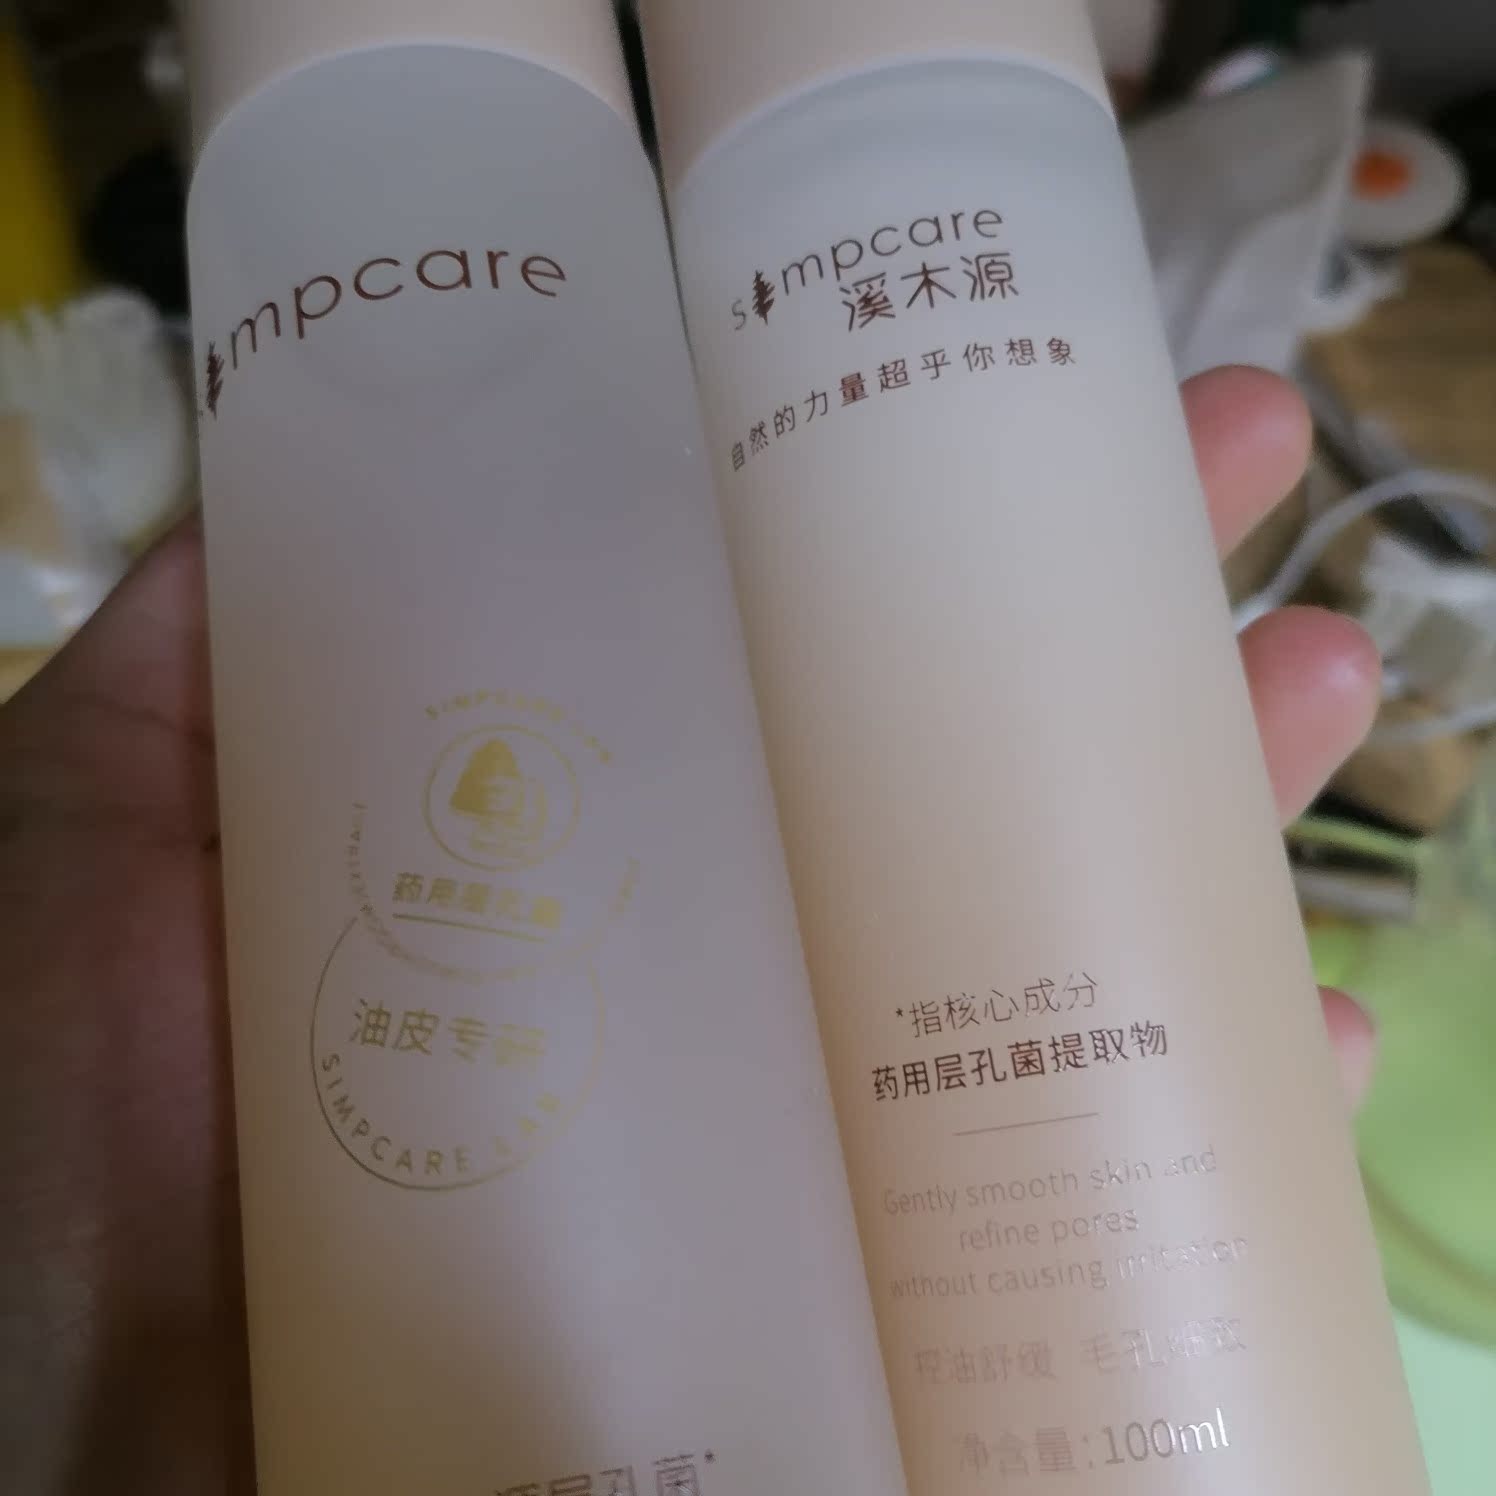 simpcare
药用层孔菌
油皮专研
SIMPCARE LAB
层孔菌*
simpcare
溪木源
自然的力量超乎你想象
*指核心成分
药用层孔菌提取物
Gently smooth skin and
refine pores
without causing irritation
控油舒缓 毛孔细致
净含量:100ml